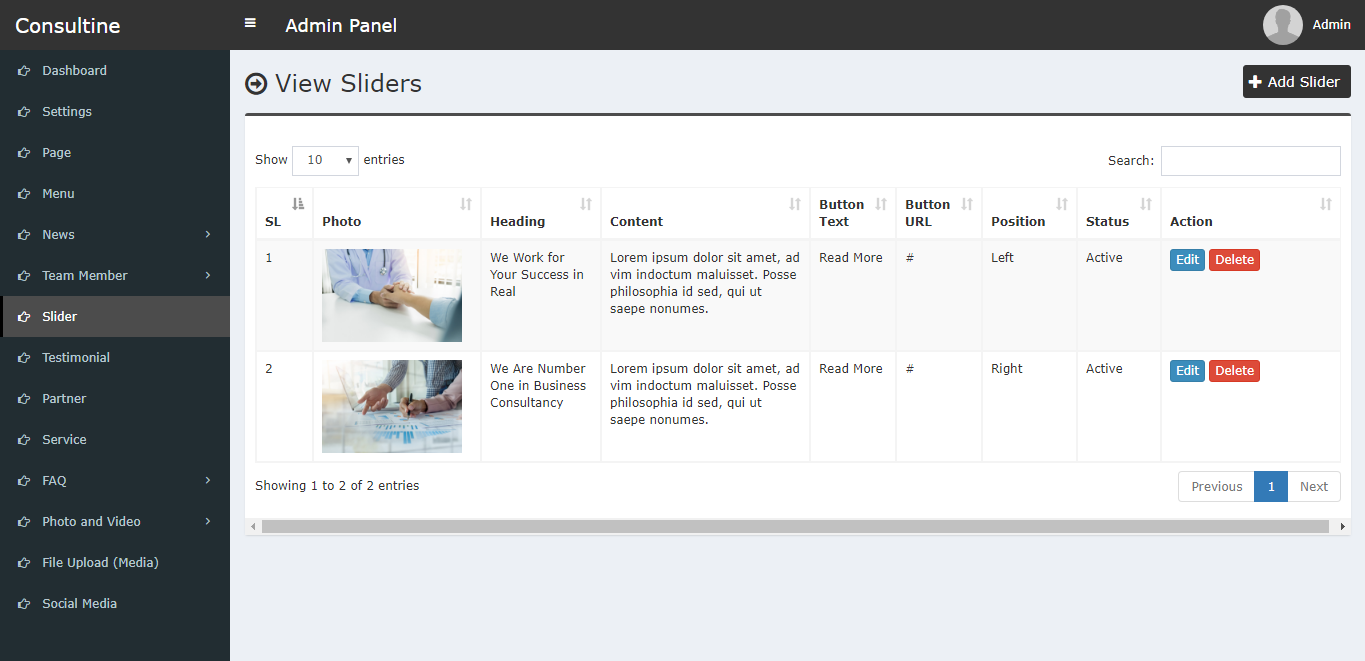 Consultine
Admin Panel
Admin
Dashboard
Settings
Page
Menu
News
Team Member
Slider
Testimonial
Partner
Service
FAQ
Photo and Video
File Upload (Media)
Social Media
View Sliders
Add Slider
Show 10 entries
Search:
SL
Photo
Heading
Content
Button
Text
Button
URL
Position
Status
Action
1
We Work for
Your Success in
Real
Lorem ipsum dolor sit amet, ad
vim indoctum maluisset. Posse
philosophia id sed, qui ut
saepe nonumes.
Read More
#
Left
Active
Edit Delete
2
We Are Number
One in Business
Consultancy
Lorem ipsum dolor sit amet, ad
vim indoctum maluisset. Posse
philosophia id sed, qui ut
saepe nonumes.
Read More
#
Right
Active
Edit Delete
Showing 1 to 2 of 2 entries
Previous 1 Next